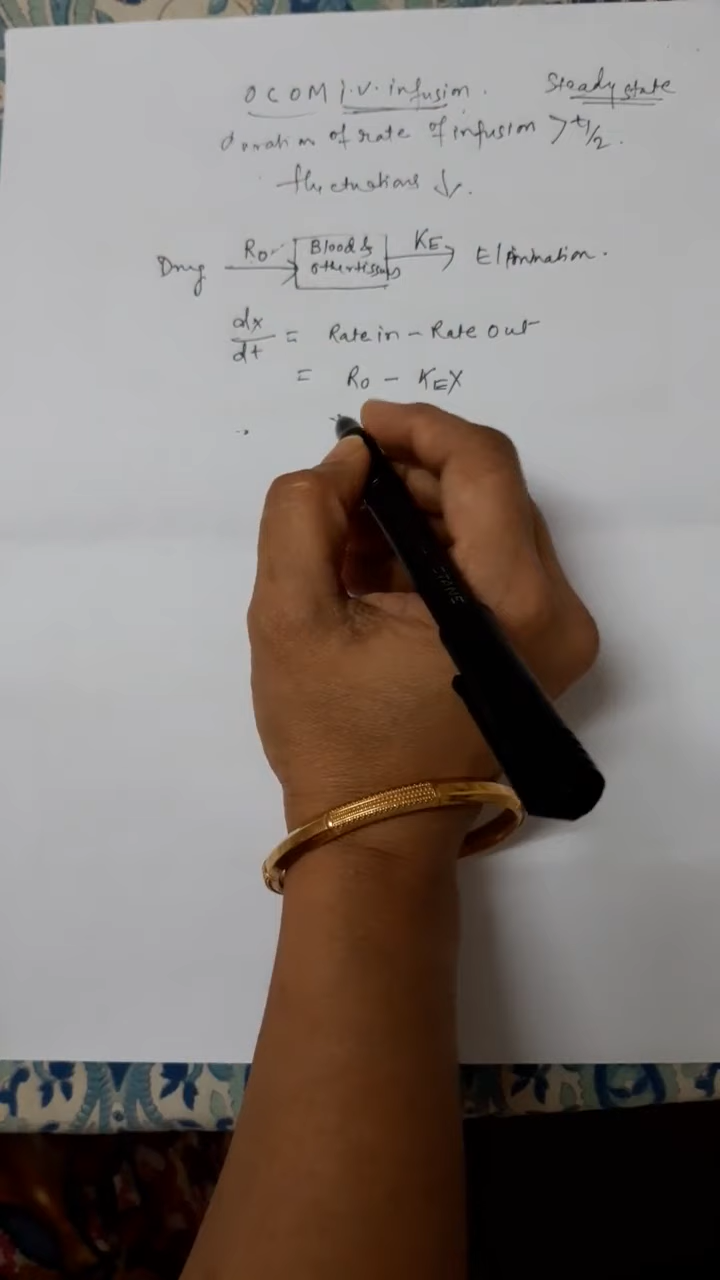 OCOM i.v. infusion. Steady state
duration of rate of infusion > t1/2.
fluctuations ↓.
Drug R0 → Blood & other tissues KE → Elimination.
dx/dt = Rate in - Rate out
= R0 - KEX